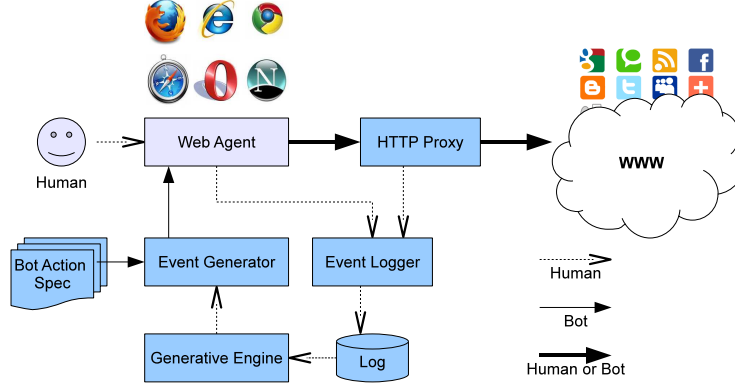 Web Agent
HTTP Proxy
www
Human
Bot Action
Spec
Event Generator
Event Logger
Human
Bot
Generative Engine
Log
Human or Bot